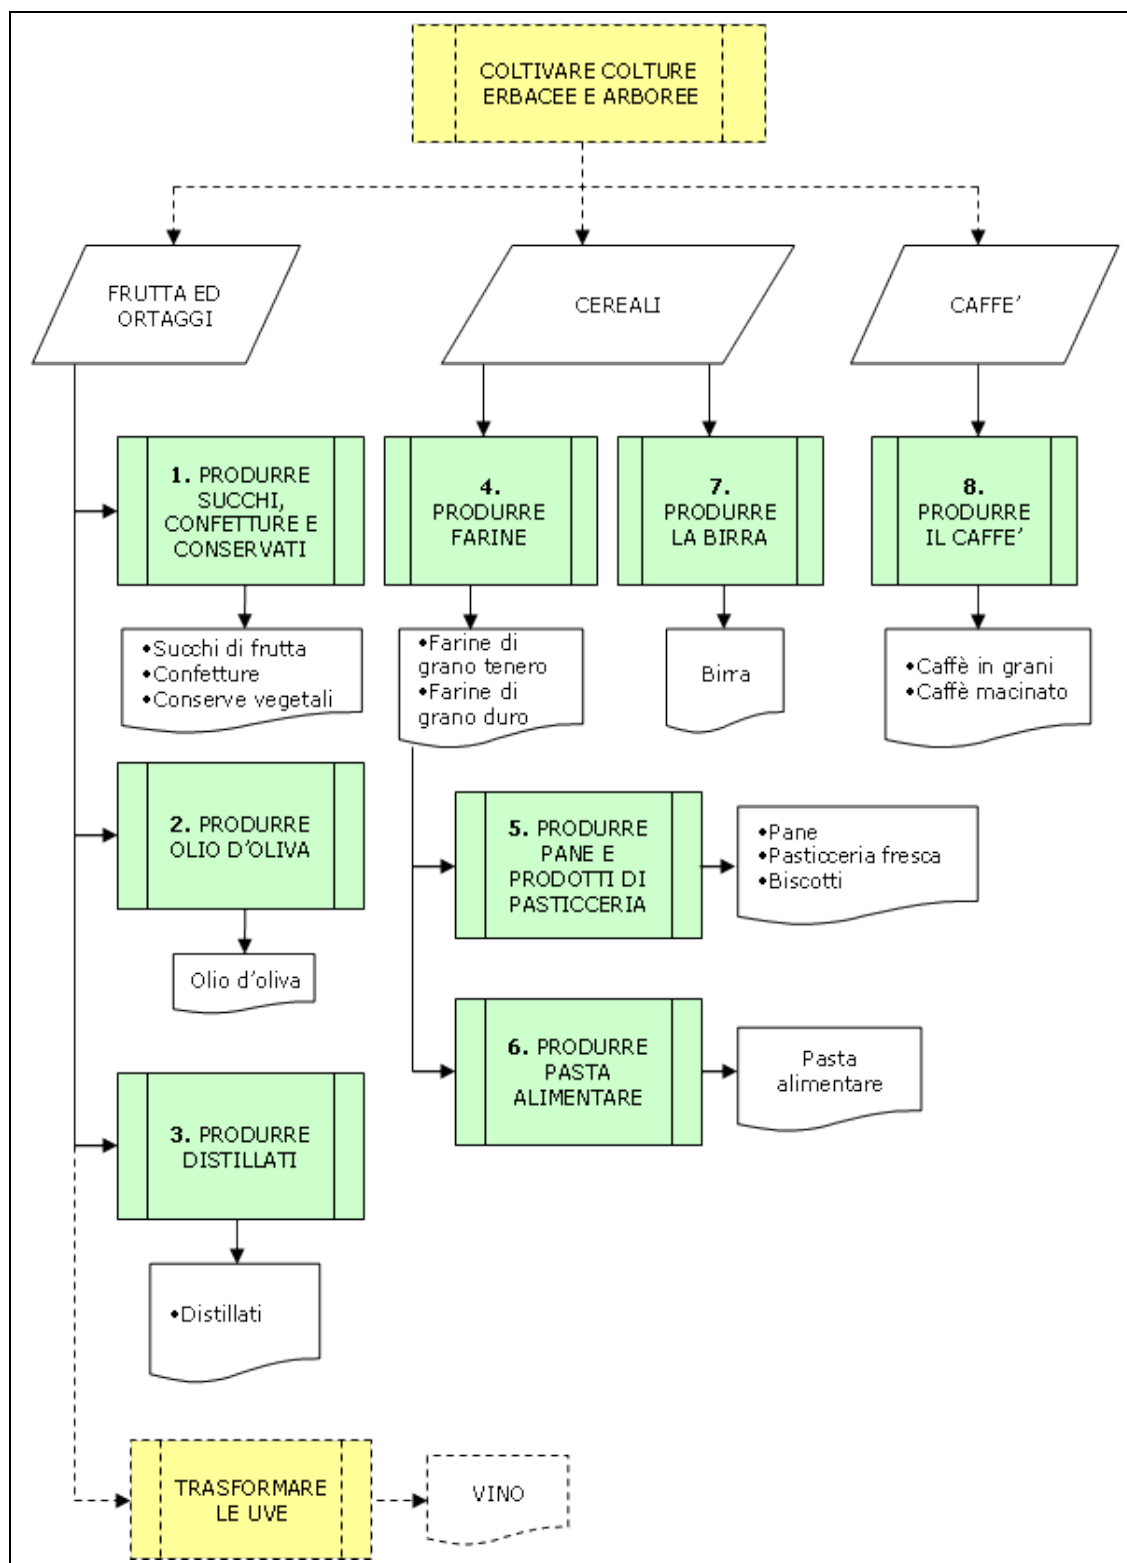 COLTIVARE COLTURE
ERBACEE E ARBOREE
FRUTTA ED
ORTAGGI
CEREALI
CAFFE’
1. PRODURRE
SUCCHI,
CONFETTURE E
CONSERVATI
4.
PRODURRE
FARINE
7.
PRODURRE
LA BIRRA
8.
PRODURRE
IL CAFFE’
•Succhi di frutta
•Confetture
•Conserve vegetali
•Farine di
grano tenero
•Farine di
grano duro
Birra
•Caffè in grani
•Caffè macinato
2. PRODURRE
OLIO D’OLIVA
5. PRODURRE
PANE E
PRODOTTI DI
PASTICCERIA
•Pane
•Pasticceria fresca
•Biscotti
Olio d’oliva
6. PRODURRE
PASTA
ALIMENTARE
Pasta
alimentare
3. PRODURRE
DISTILLATI
•Distillati
TRASFORMARE
LE UVE
VINO